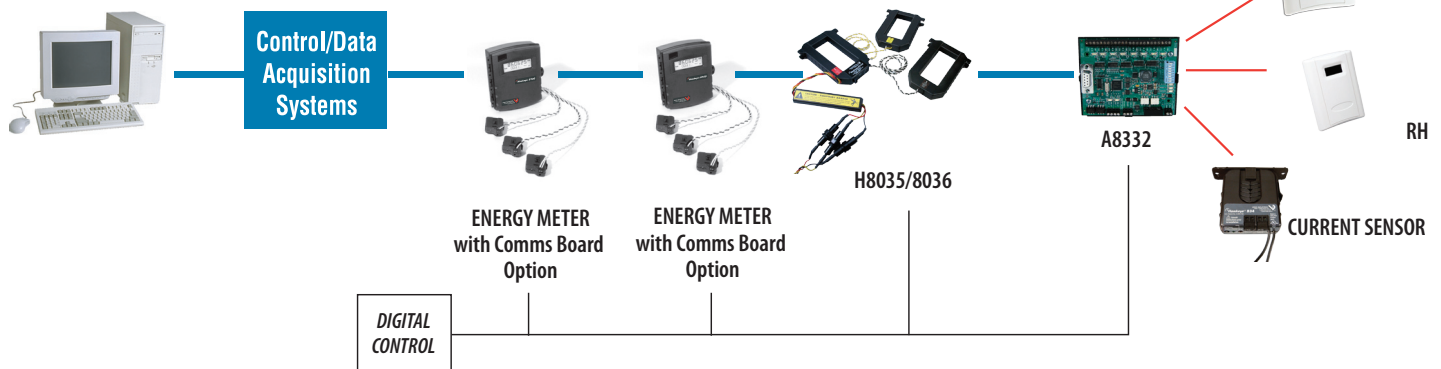 Control/Data
Acquisition
Systems
A8332
RH
H8035/8036
ENERGY METER
with Comms Board
Option
ENERGY METER
with Comms Board
Option
CURRENT SENSOR
DIGITAL
CONTROL